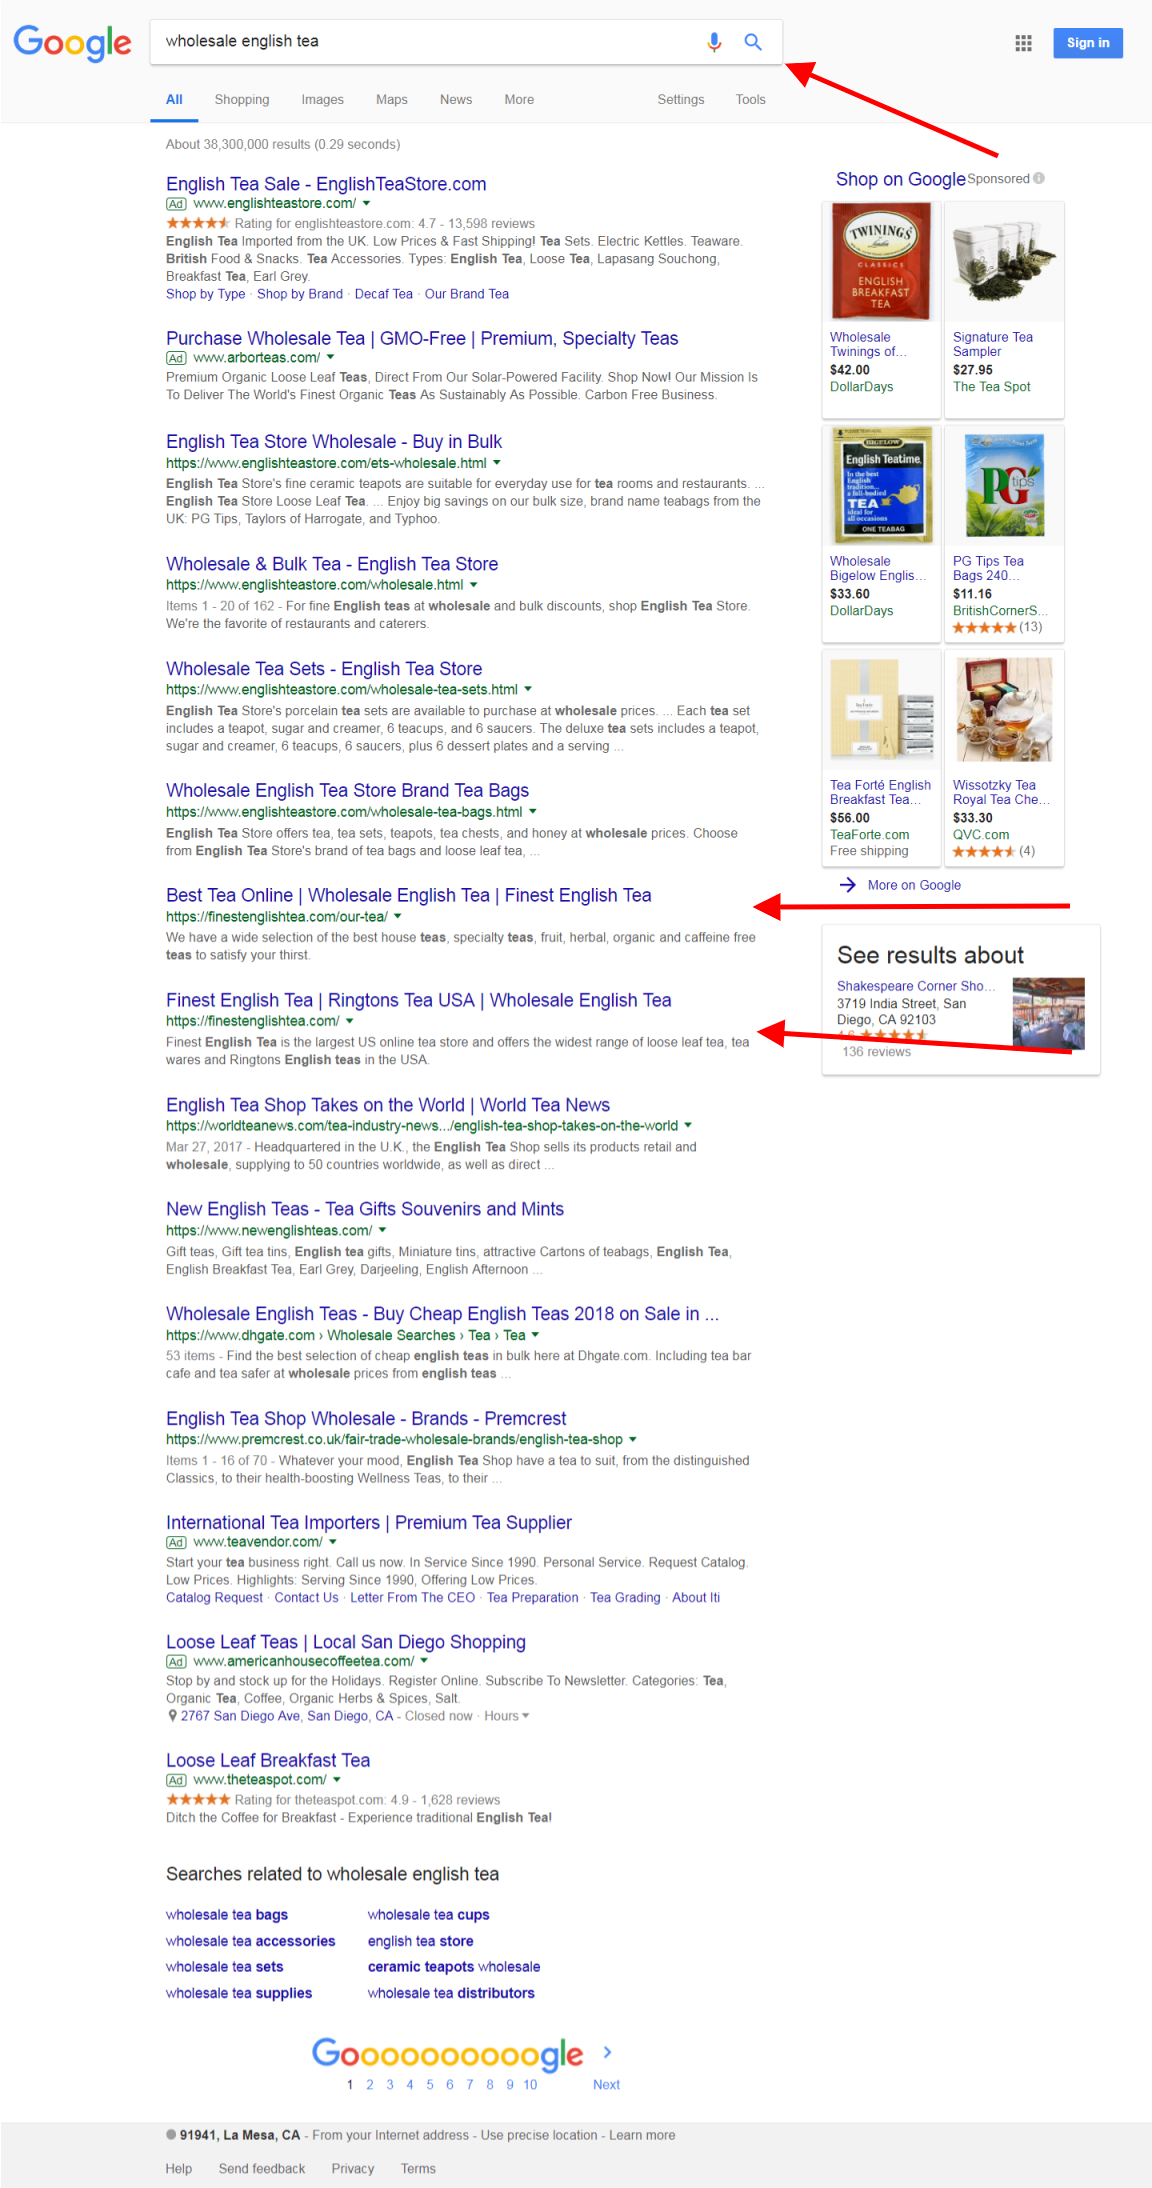 Google
wholesale english tea
Sign in
All Shopping Images Maps News More Settings Tools
About 38,300,000 results (0.29 seconds)
English Tea Sale - EnglishTeaStore.com
Ad www.englishteastore.com/
Rating for englishteastore.com: 4.7 - 13,598 reviews
English Tea Imported from the UK. Low Prices & Fast Shipping! Tea Sets. Electric Kettles. Teaware.
British Food & Snacks. Tea Accessories. Types: English Tea, Loose Tea, Lapasang Souchong,
Breakfast Tea, Earl Grey.
Shop by Type · Shop by Brand · Decaf Tea · Our Brand Tea
Purchase Wholesale Tea | GMO-Free | Premium, Specialty Teas
Ad www.arborteas.com/
Premium Organic Loose Leaf Teas, Direct From Our Solar-Powered Facility. Shop Now! Our Mission Is
To Deliver The World's Finest Organic Teas As Sustainably As Possible. Carbon Free Business.
English Tea Store Wholesale - Buy in Bulk
https://www.englishteastore.com/ets-wholesale.html
English Tea Store's fine ceramic teapots are suitable for everyday use for tea rooms and restaurants. ...
English Tea Store Loose Leaf Tea. ... Enjoy big savings on our bulk size, brand name teabags from the
UK: PG Tips, Taylors of Harrogate, and Typhoo.
Wholesale & Bulk Tea - English Tea Store
https://www.englishteastore.com/wholesale.html
Items 1 - 20 of 162 - For fine English teas at wholesale and bulk discounts, shop English Tea Store.
We're the favorite of restaurants and caterers.
Wholesale Tea Sets - English Tea Store
https://www.englishteastore.com/wholesale-tea-sets.html
English Tea Store's porcelain tea sets are available to purchase at wholesale prices. ... Each tea set
includes a teapot, sugar and creamer, 6 teacups, and 6 saucers. The deluxe tea sets includes a teapot,
sugar and creamer, 6 teacups, 6 saucers, plus 6 dessert plates and a serving ...
Wholesale English Tea Store Brand Tea Bags
https://www.englishteastore.com/wholesale-tea-bags.html
English Tea Store offers tea, tea sets, teapots, tea chests, and honey at wholesale prices. Choose
from English Tea Store's brand of tea bags and loose leaf tea, ...
Best Tea Online | Wholesale English Tea | Finest English Tea
https://finestenglishtea.com/our-tea/
We have a wide selection of the best house teas, specialty teas, fruit, herbal, organic and caffeine free
teas to satisfy your thirst.
Finest English Tea | Ringtons Tea USA | Wholesale English Tea
https://finestenglishtea.com/
Finest English Tea is the largest US online tea store and offers the widest range of loose leaf tea, tea
wares and Ringtons English teas in the USA.
English Tea Shop Takes on the World | World Tea News
https://worldteanews.com/tea-industry-news.../english-tea-shop-takes-on-the-world
Mar 27, 2017 - Headquartered in the U.K., the English Tea Shop sells its products retail and
wholesale, supplying to 50 countries worldwide, as well as direct ...
New English Teas - Tea Gifts Souvenirs and Mints
https://www.newenglishteas.com/
Gift teas, Gift tea tins, English tea gifts, Miniature tins, attractive Cartons of teabags, English Tea,
English Breakfast Tea, Earl Grey, Darjeeling, English Afternoon ...
Wholesale English Teas - Buy Cheap English Teas 2018 on Sale in ...
https://www.dhgate.com › Wholesale Searches › Tea › Tea
53 items - Find the best selection of cheap english teas in bulk here at Dhgate.com. Including tea bar
cafe and tea safer at wholesale prices from english teas ...
English Tea Shop Wholesale - Brands - Premcrest
https://www.premcrest.co.uk/fair-trade-wholesale-brands/english-tea-shop
Items 1 - 16 of 70 - Whatever your mood, English Tea Shop have a tea to suit, from the distinguished
Classics, to their health-boosting Wellness Teas, to their ...
International Tea Importers | Premium Tea Supplier
Ad www.teavendor.com/
Start your tea business right. Call us now. In Service Since 1990. Personal Service. Request Catalog.
Low Prices. Highlights: Serving Since 1990, Offering Low Prices.
Catalog Request · Contact Us · Letter From The CEO · Tea Preparation · Tea Grading · About Iti
Loose Leaf Teas | Local San Diego Shopping
Ad www.americanhousecoffeetea.com/
Stop by and stock up for the Holidays. Register Online. Subscribe To Newsletter. Categories: Tea,
Organic Tea, Coffee, Organic Herbs & Spices, Salt.
2767 San Diego Ave, San Diego, CA - Closed now · Hours
Loose Leaf Breakfast Tea
Ad www.theteaspot.com/
Rating for theteaspot.com: 4.9 - 1,628 reviews
Ditch the Coffee for Breakfast - Experience traditional English Tea!
Shop on Google Sponsored
TWININGS
of London
CLASSICS
ENGLISH
BREAKFAST
TEA
Wholesale
Twinings of...
$42.00
DollarDays
Signature Tea
Sampler
$27.95
The Tea Spot
BIGELOW
English Teatime
In the best
English
tradition...
a full-bodied
TEA
ideal for
all occasions
ONE TEABAG
Wholesale
Bigelow Englis...
$33.60
DollarDays
PG tips
PG Tips Tea
Bags 240...
$11.16
BritishCornerS...
(13)
Tea Forté English
Breakfast Tea...
$56.00
TeaForte.com
Free shipping
Wissotzky Tea
Royal Tea Che...
$33.30
QVC.com
(4)
More on Google
See results about
Shakespeare Corner Sho...
3719 India Street, San
Diego, CA 92103
4.6
136 reviews
Searches related to wholesale english tea
wholesale tea bags
wholesale tea accessories
wholesale tea sets
wholesale tea supplies
wholesale tea cups
english tea store
ceramic teapots wholesale
wholesale tea distributors
Goooooooooogle
1 2 3 4 5 6 7 8 9 10 Next
91941, La Mesa, CA - From your Internet address - Use precise location - Learn more
Help Send feedback Privacy Terms